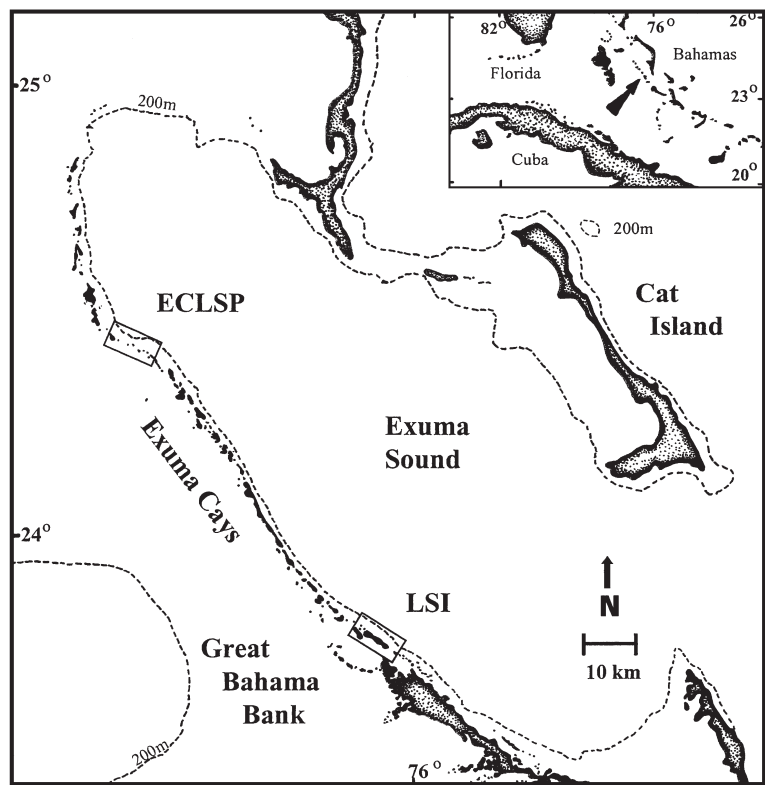 25°
200m
82°
76°
26°
Florida
Bahamas
23°
Cuba
20°
200m
ECLSP
Cat
Island
Exuma
Sound
Exuma Cays
24°
LSI
N
10 km
Great
Bahama
Bank
200m
76°